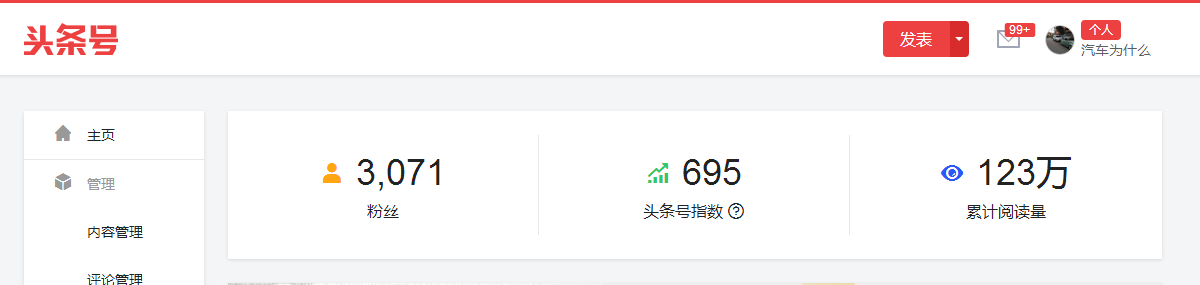 头条号
发表
99+
个人
汽车为什么
主页
管理
内容管理
评论管理
3,071
粉丝
695
头条号指数
123万
累计阅读量